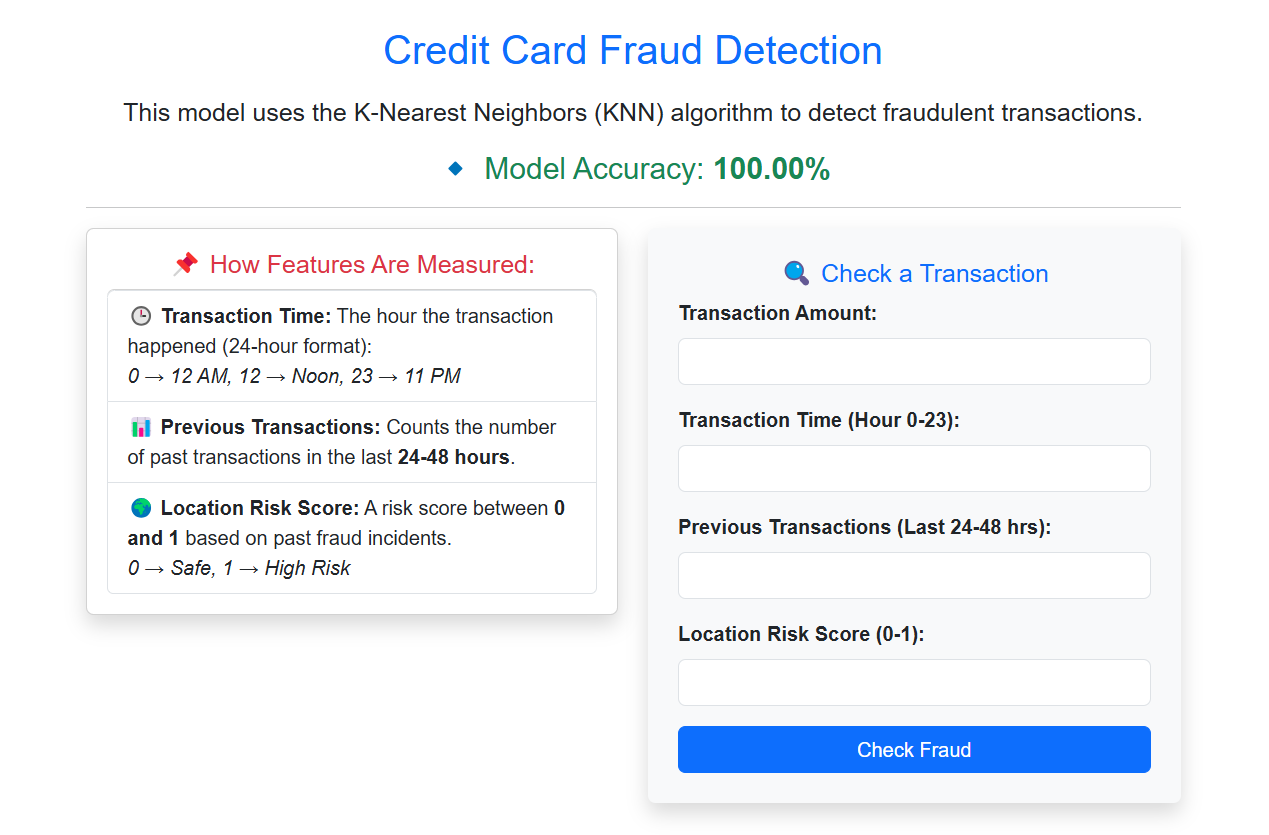 Credit Card Fraud Detection
This model uses the K-Nearest Neighbors (KNN) algorithm to detect fraudulent transactions.
Model Accuracy: 100.00%
How Features Are Measured:
Transaction Time: The hour the transaction
happened (24-hour format):
0 → 12 AM, 12 → Noon, 23 → 11 PM
Previous Transactions: Counts the number
of past transactions in the last 24-48 hours.
Location Risk Score: A risk score between 0
and 1 based on past fraud incidents.
0 → Safe, 1 → High Risk
Check a Transaction
Transaction Amount:
Transaction Time (Hour 0-23):
Previous Transactions (Last 24-48 hrs):
Location Risk Score (0-1):
Check Fraud